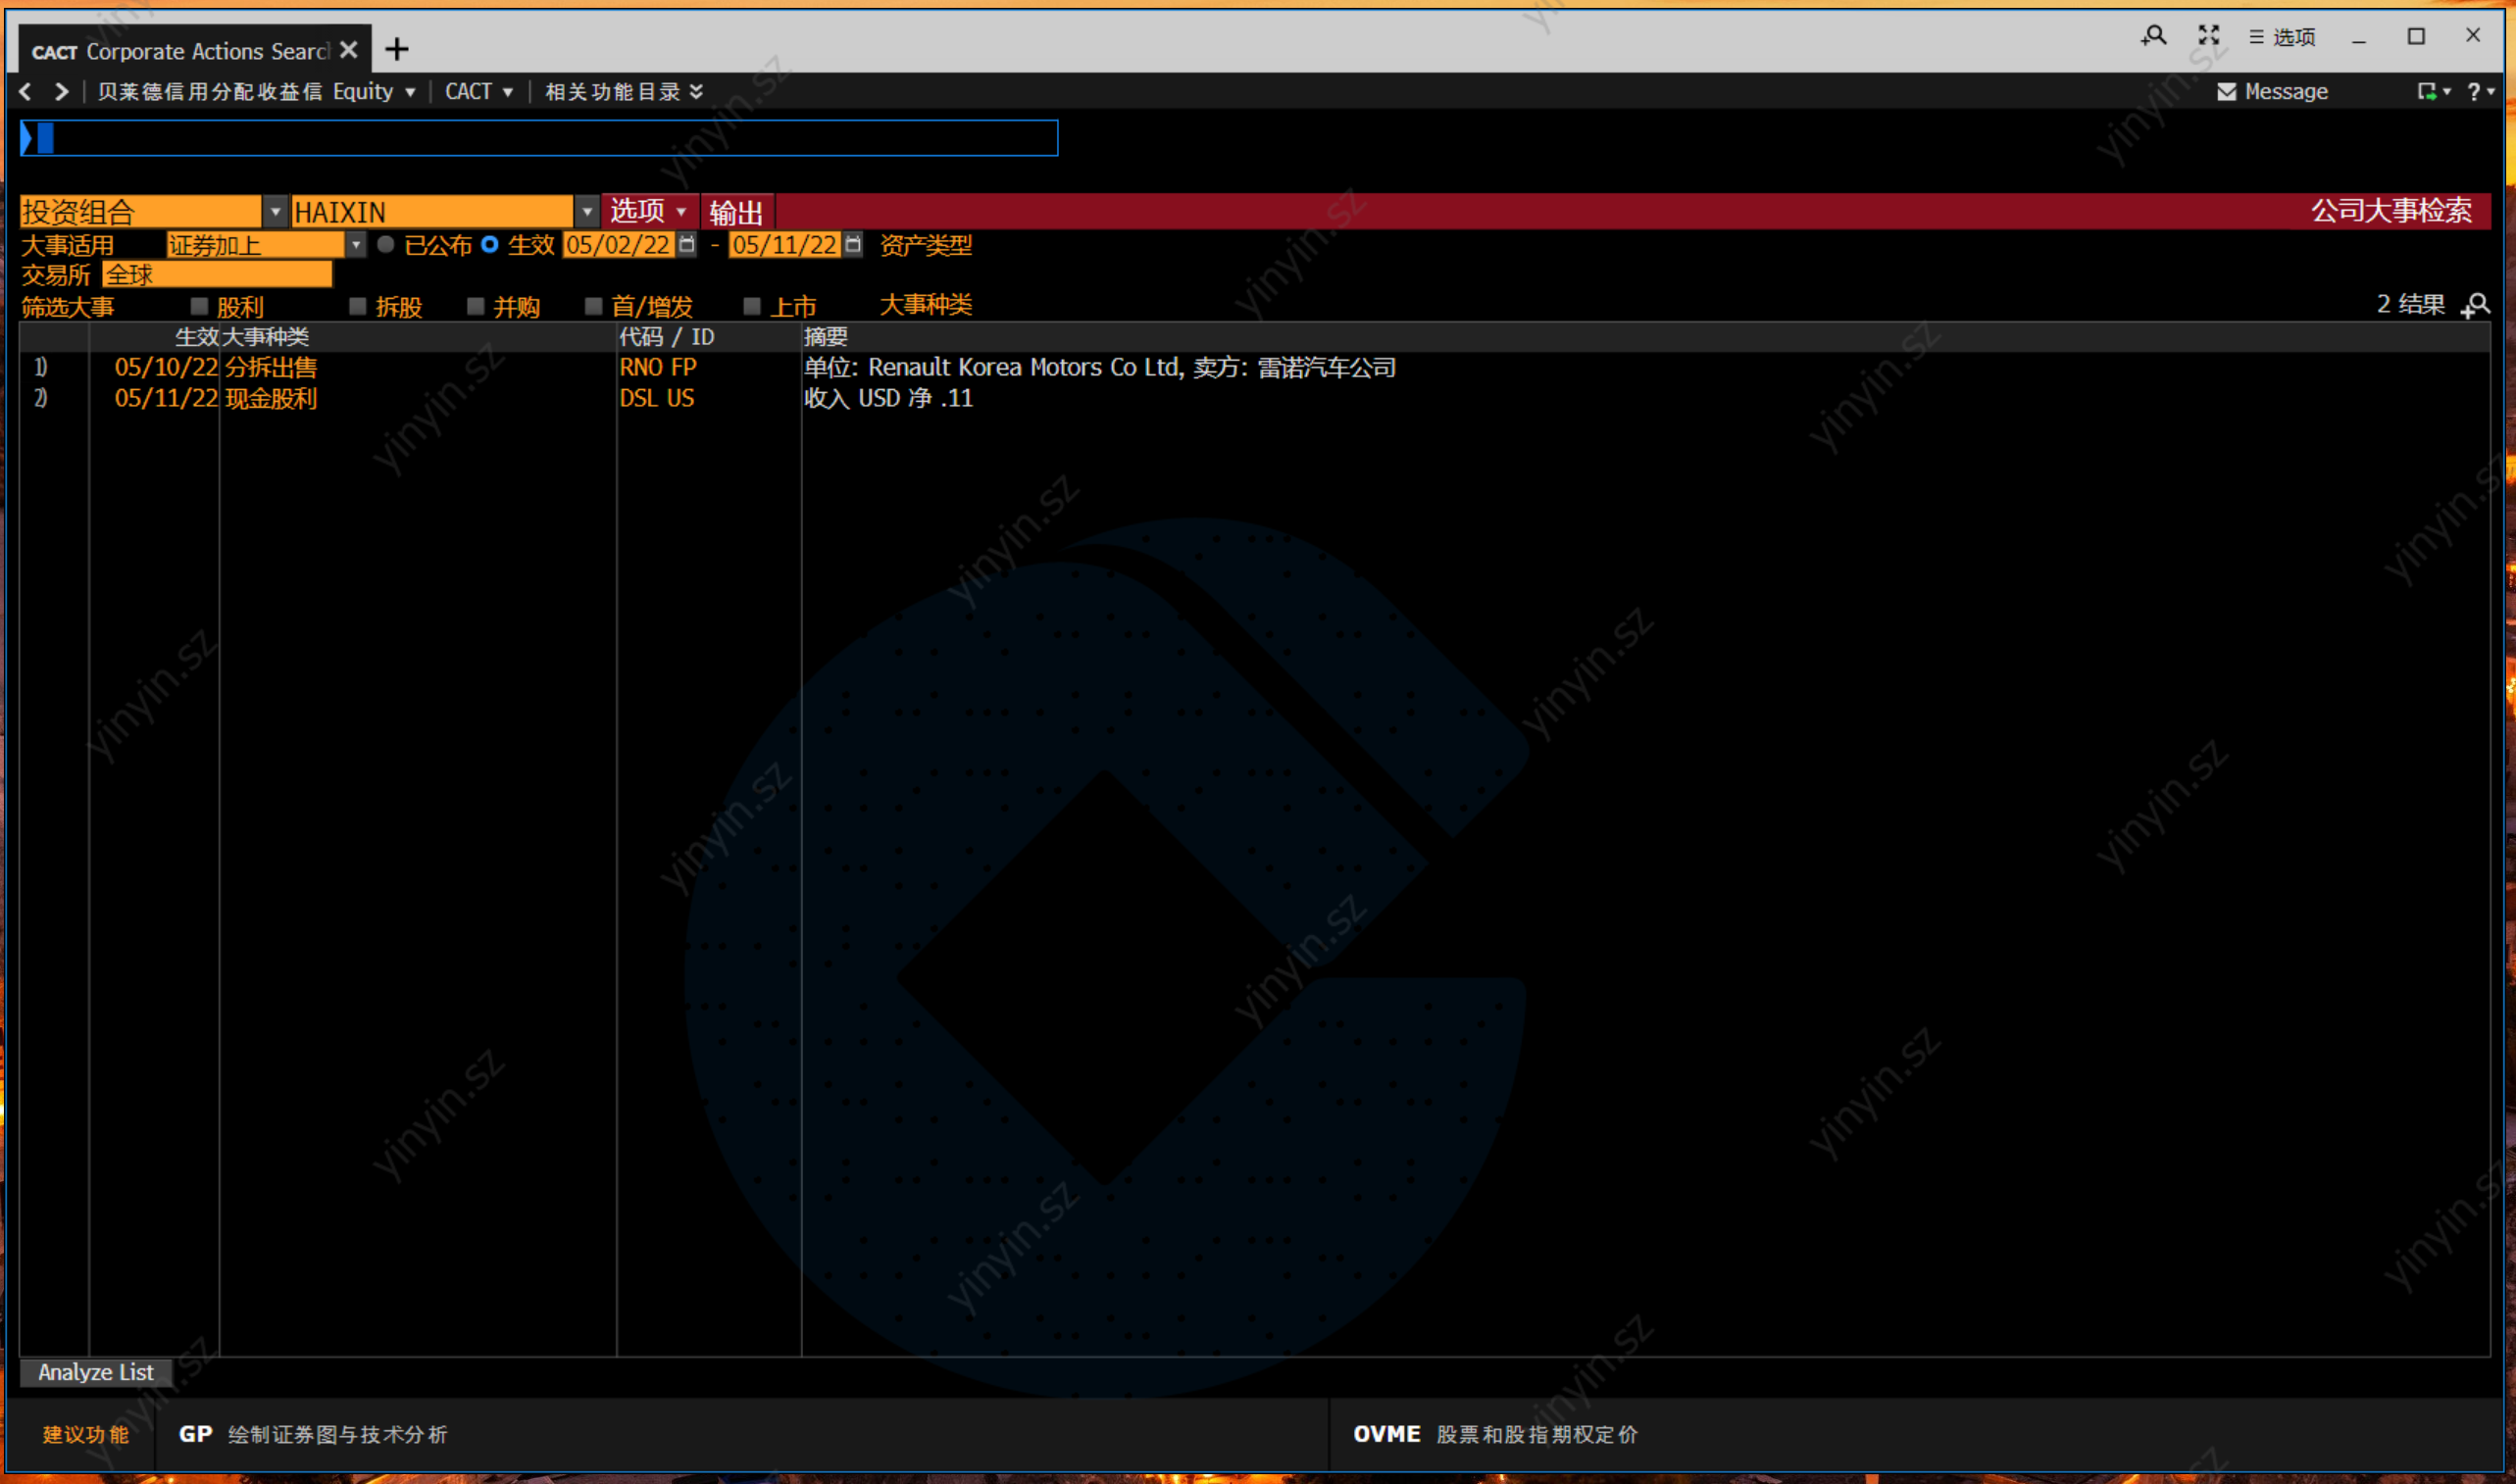 CACT Corporate Actions Searc
选项
贝莱德信用分配收益信 Equity CACT 相关功能目录
Message ?
投资组合 HAIXIN 选项 输出 公司大事检索
大事适用 证券加上 已公布 生效 05/02/22 - 05/11/22 资产类型
交易所 全球
筛选大事 股利 拆股 并购 首/增发 上市 大事种类 2 结果
生效 大事种类 代码 / ID 摘要
1) 05/10/22 分拆出售 RNO FP 单位: Renault Korea Motors Co Ltd, 卖方: 雷诺汽车公司
2) 05/11/22 现金股利 DSL US 收入 USD 净 .11
Analyze List
建议功能 GP 绘制证券图与技术分析 OVME 股票和股指期权定价
yinyin.sz